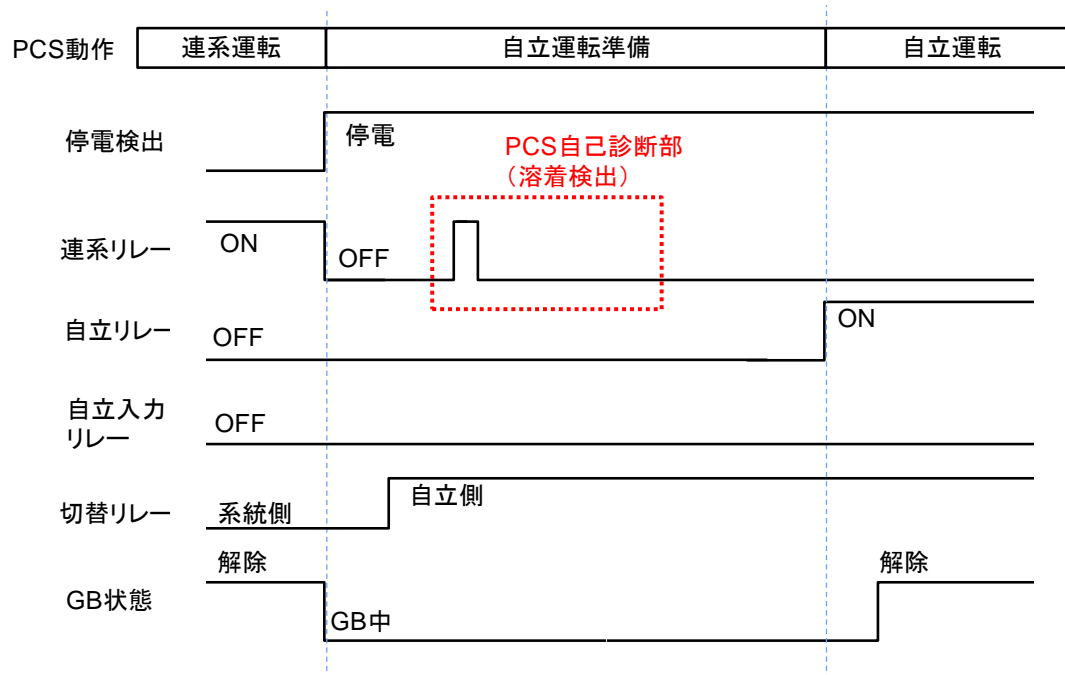 PCS動作
連系運転
自立運転準備
自立運転
停電検出
停電
PCS自己診断部
（溶着検出）
連系リレー
ON
OFF
自立リレー
OFF
ON
自立入力
リレー
OFF
切替リレー
系統側
自立側
GB状態
解除
GB中
解除